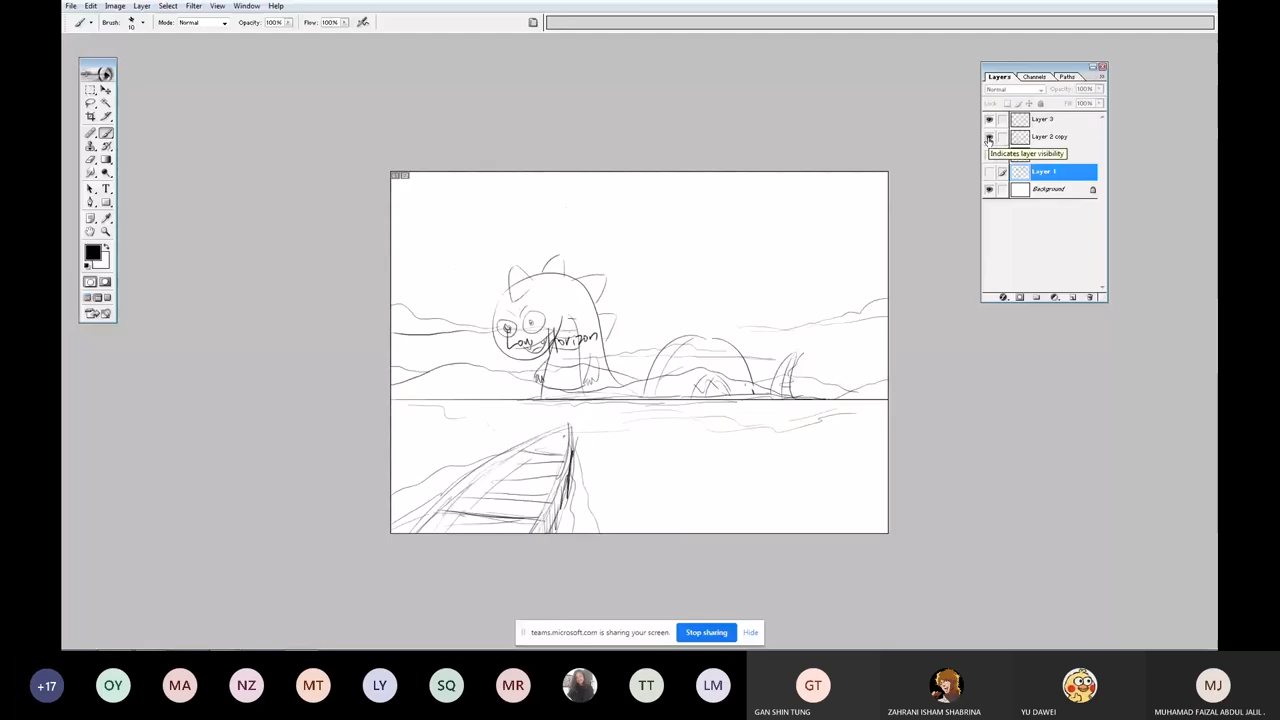 File Edit Image Layer Select Filter View Window Help
Brush: 10 Mode: Normal Opacity: 100% Flow: 100%
Layers Channels Paths
Normal Opacity: 100%
Lock: Fill: 100%
Layer 3
Layer 2 copy
Indicates layer visibility
Layer 1
Background
Low Horizon
teams.microsoft.com is sharing your screen. Stop sharing Hide
+17 OY MA NZ MT LY SQ MR TT LM GT MJ
GAN SHIN TUNG ZAHRANI ISHAM SHABRINA YU DAWEI MUHAMAD FAIZAL ABDUL JALIL .